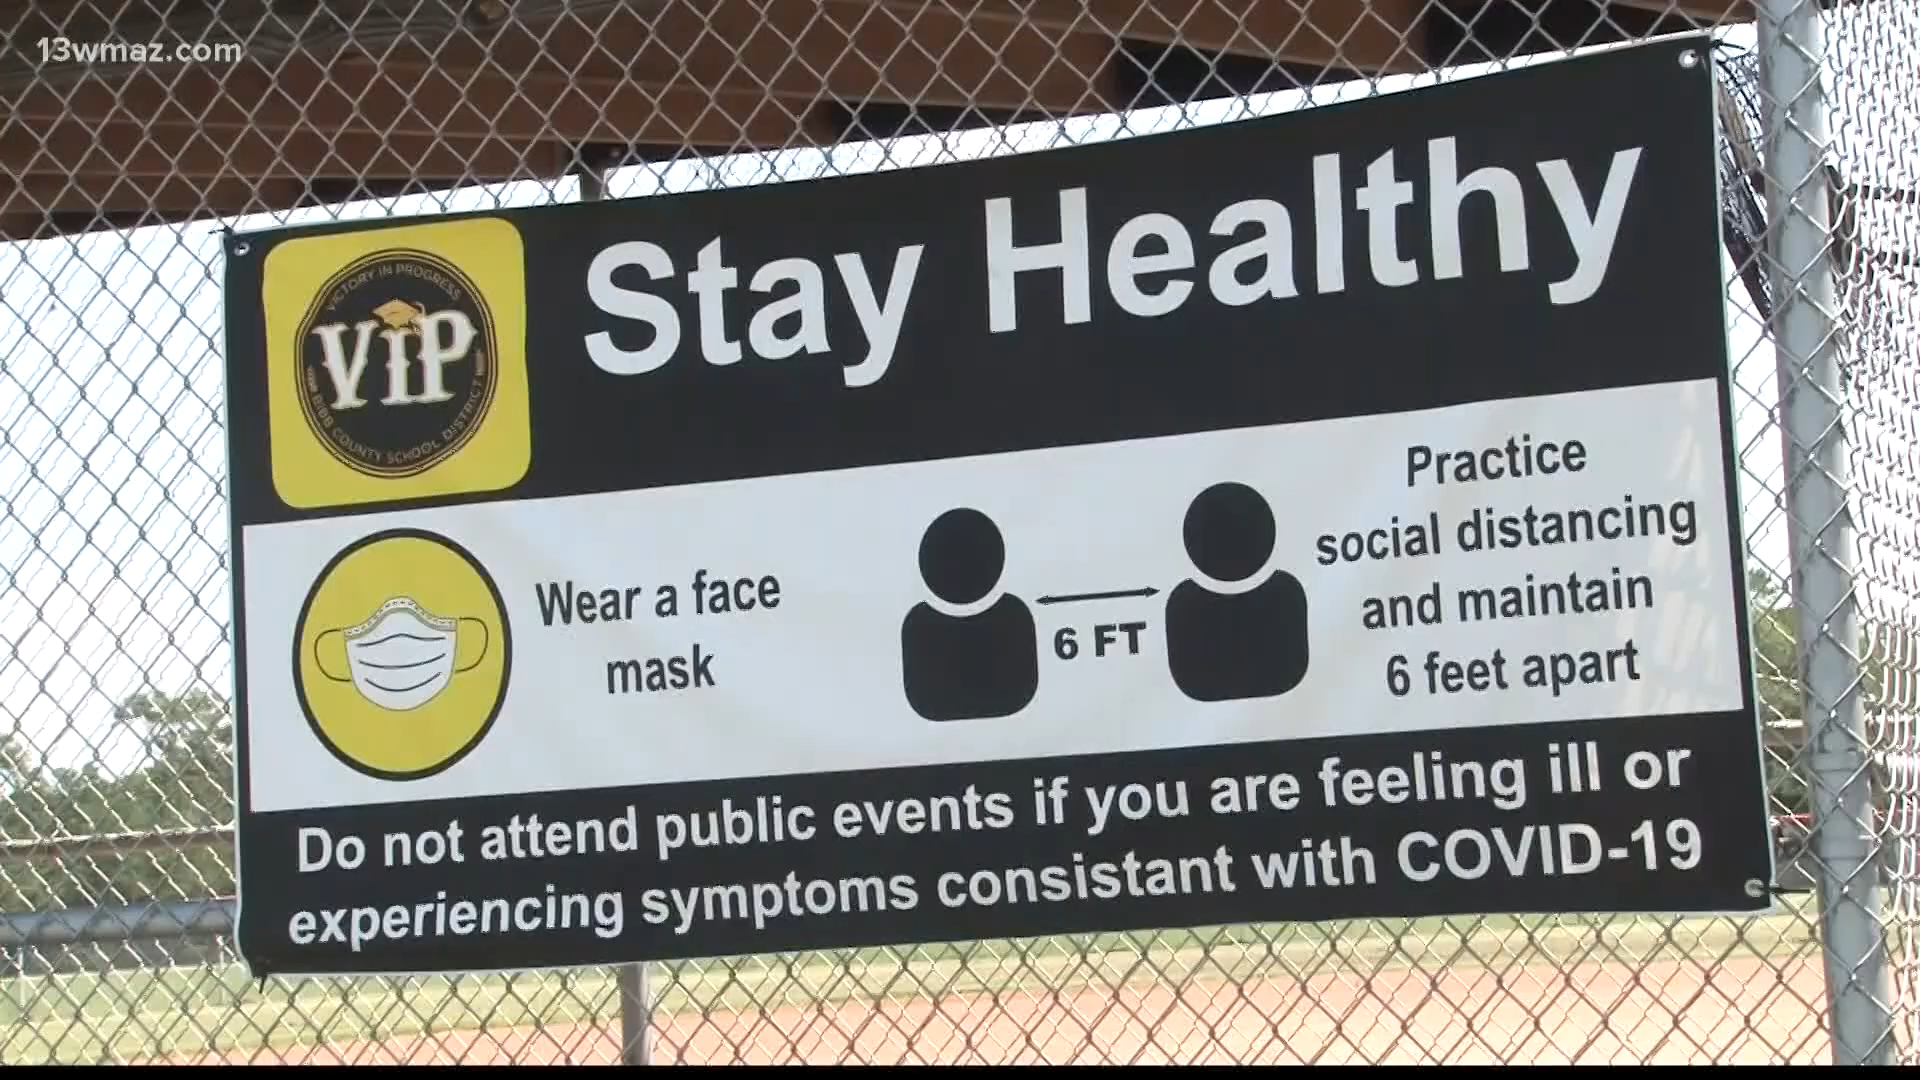 13wmaz.com
Stay Healthy
VICTORY IN PROGRESS
ViP
BIBB COUNTY SCHOOL DISTRICT
Wear a face
mask
6 FT
Practice
social distancing
and maintain
6 feet apart
Do not attend public events if you are feeling ill or
experiencing symptoms consistant with COVID-19